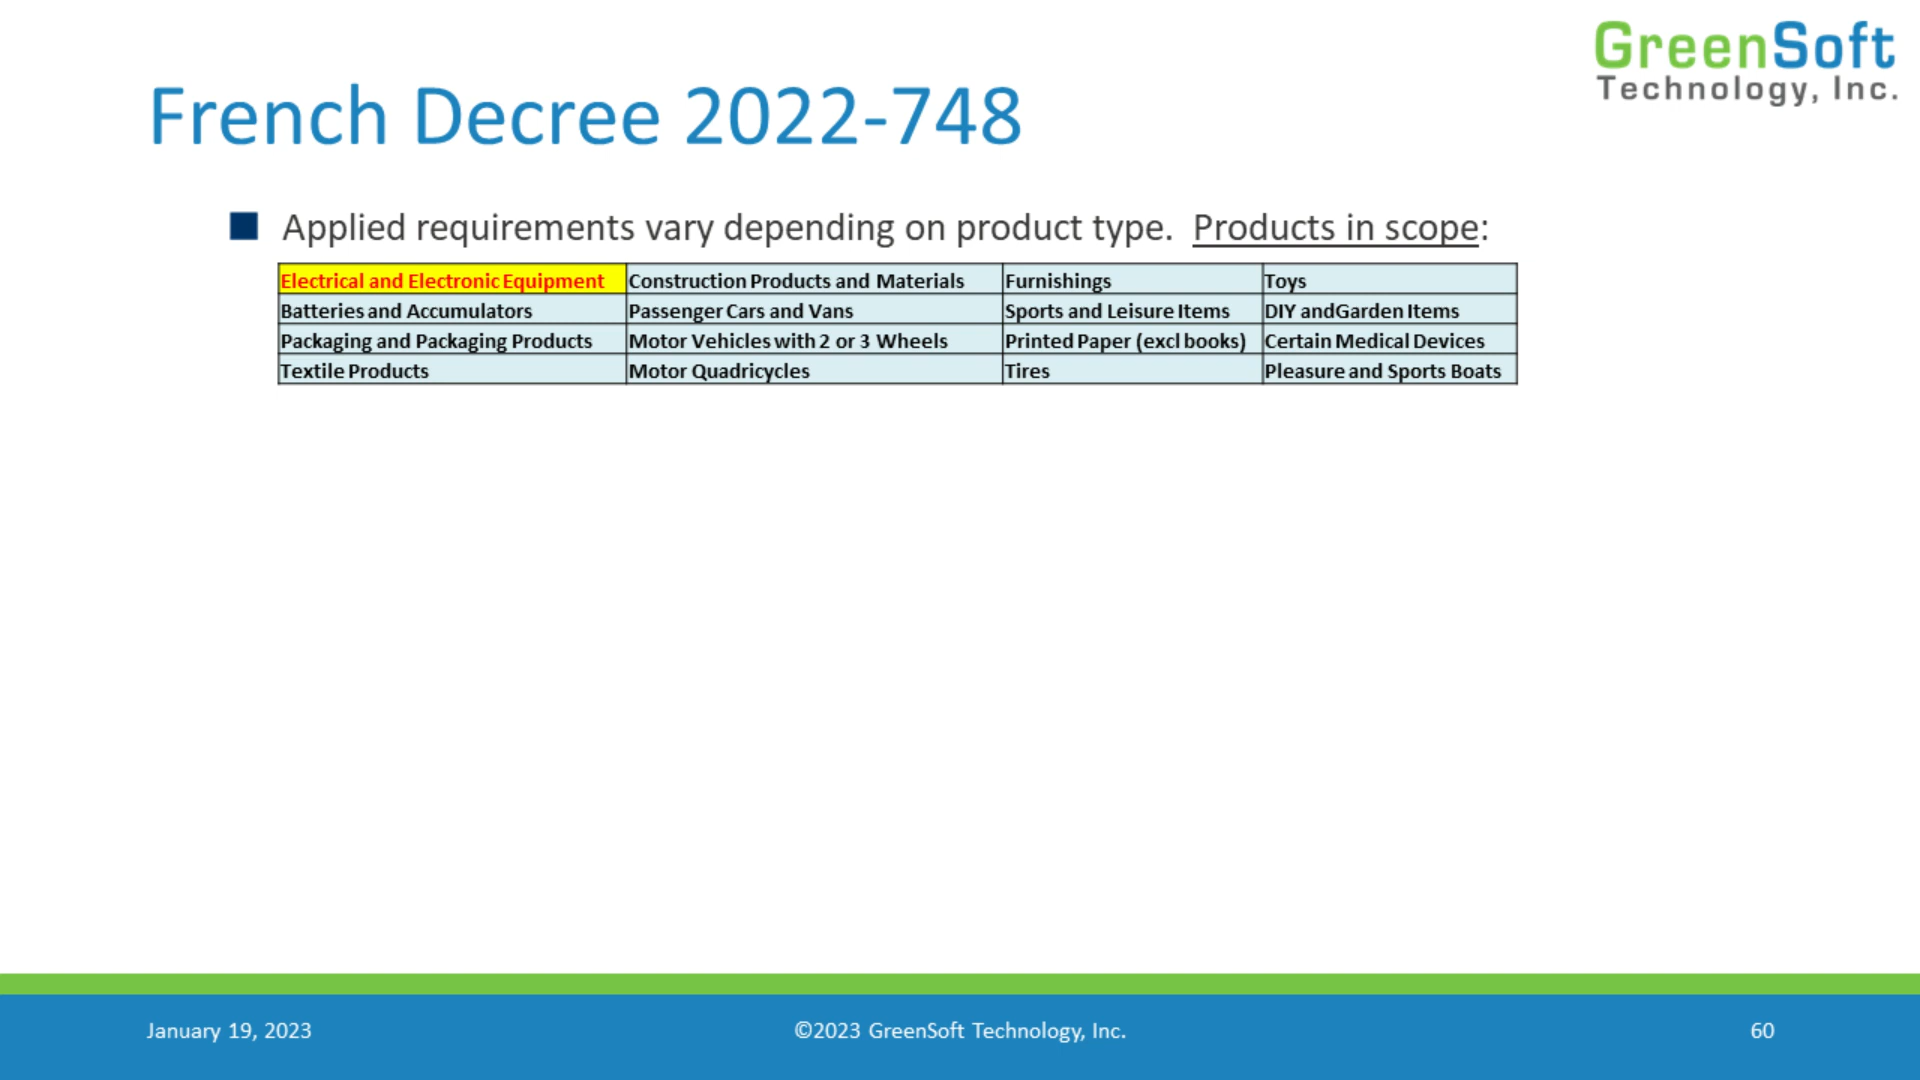 GreenSoft
Technology, Inc.
French Decree 2022-748
Applied requirements vary depending on product type. Products in scope:
Electrical and Electronic Equipment Construction Products and Materials Furnishings Toys
Batteries and Accumulators Passenger Cars and Vans Sports and Leisure Items DIY andGarden Items
Packaging and Packaging Products Motor Vehicles with 2 or 3 Wheels Printed Paper (excl books) Certain Medical Devices
Textile Products Motor Quadricycles Tires Pleasure and Sports Boats
January 19, 2023 ©2023 GreenSoft Technology, Inc. 60